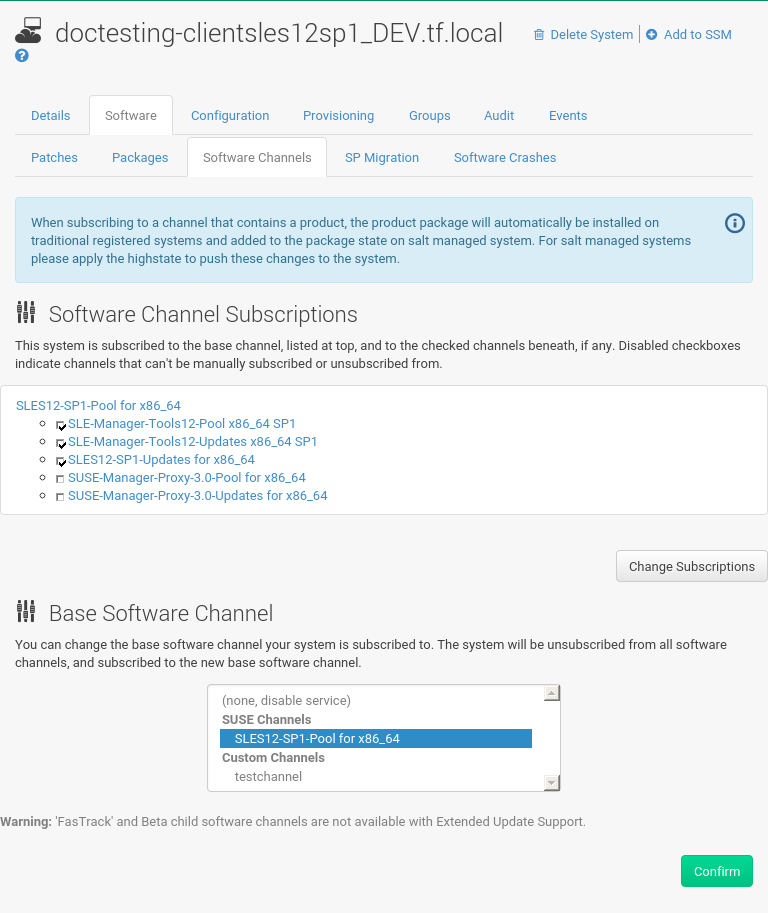 doctesting-clientsles12sp1_DEV.tf.local
Delete System
Add to SSM
Details
Software
Configuration
Provisioning
Groups
Audit
Events
Patches
Packages
Software Channels
SP Migration
Software Crashes
When subscribing to a channel that contains a product, the product package will automatically be installed on
traditional registered systems and added to the package state on salt managed system. For salt managed systems
please apply the highstate to push these changes to the system.
Software Channel Subscriptions
This system is subscribed to the base channel, listed at top, and to the checked channels beneath, if any. Disabled checkboxes
indicate channels that can't be manually subscribed or unsubscribed from.
SLES12-SP1-Pool for x86_64
SLE-Manager-Tools12-Pool x86_64 SP1
SLE-Manager-Tools12-Updates x86_64 SP1
SLES12-SP1-Updates for x86_64
SUSE-Manager-Proxy-3.0-Pool for x86_64
SUSE-Manager-Proxy-3.0-Updates for x86_64
Change Subscriptions
Base Software Channel
You can change the base software channel your system is subscribed to. The system will be unsubscribed from all software
channels, and subscribed to the new base software channel.
(none, disable service)
SUSE Channels
SLES12-SP1-Pool for x86_64
Custom Channels
testchannel
Warning: 'FasTrack' and Beta child software channels are not available with Extended Update Support.
Confirm